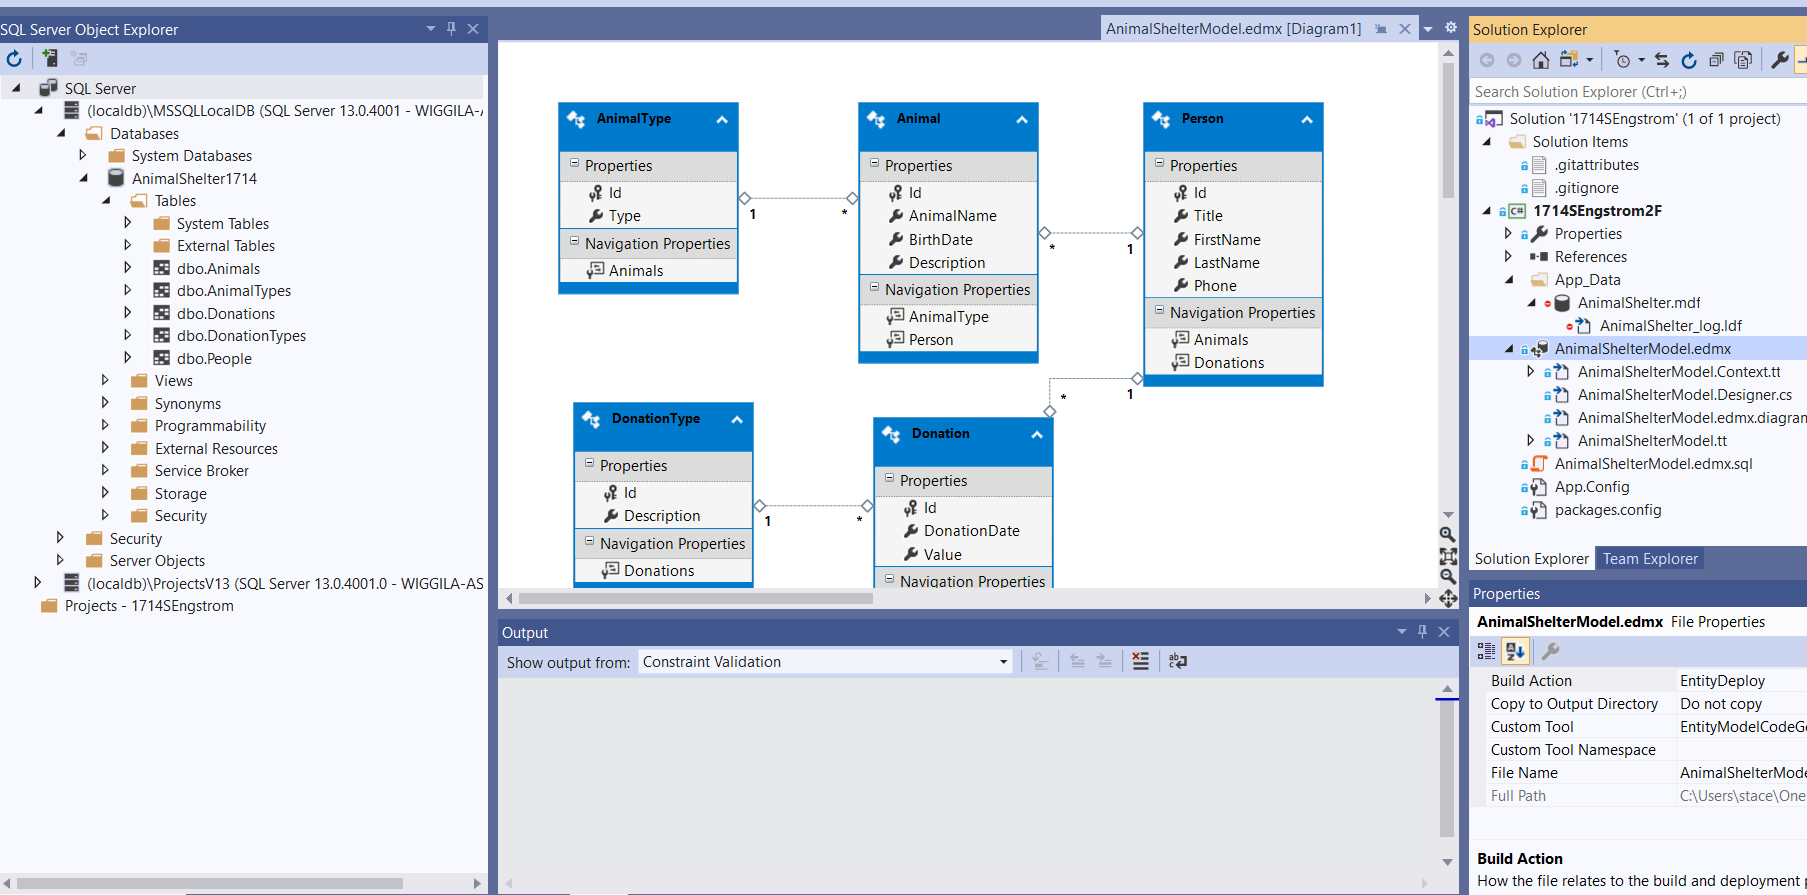 SQL Server Object Explorer
SQL Server
(localdb)\MSSQLLocalDB (SQL Server 13.0.4001 - WIGGILA-
Databases
System Databases
AnimalShelter1714
Tables
System Tables
External Tables
dbo.Animals
dbo.AnimalTypes
dbo.Donations
dbo.DonationTypes
dbo.People
Views
Synonyms
Programmability
External Resources
Service Broker
Storage
Security
Security
Server Objects
(localdb)\ProjectsV13 (SQL Server 13.0.4001.0 - WIGGILA-AS
Projects - 1714SEngstrom
AnimalShelterModel.edmx [Diagram1]
AnimalType
Properties
Id
Type
Navigation Properties
Animals
1
*
Animal
Properties
Id
AnimalName
BirthDate
Description
Navigation Properties
AnimalType
Person
*
1
Person
Properties
Id
Title
FirstName
LastName
Phone
Navigation Properties
Animals
Donations
*
1
DonationType
Properties
Id
Description
Navigation Properties
Donations
1
*
Donation
Properties
Id
DonationDate
Value
Navigation Properties
Output
Show output from: Constraint Validation
Solution Explorer
Search Solution Explorer (Ctrl+;)
Solution '1714SEngstrom' (1 of 1 project)
Solution Items
.gitattributes
.gitignore
C# 1714SEngstrom2F
Properties
References
App_Data
AnimalShelter.mdf
AnimalShelter_log.ldf
AnimalShelterModel.edmx
AnimalShelterModel.Context.tt
AnimalShelterModel.Designer.cs
AnimalShelterModel.edmx.diagram
AnimalShelterModel.tt
AnimalShelterModel.edmx.sql
App.Config
packages.config
Solution Explorer Team Explorer
Properties
AnimalShelterModel.edmx File Properties
Build Action EntityDeploy
Copy to Output Directory Do not copy
Custom Tool EntityModelCodeG
Custom Tool Namespace
File Name AnimalShelterMode
Full Path C:\Users\stace\One
Build Action
How the file relates to the build and deployment